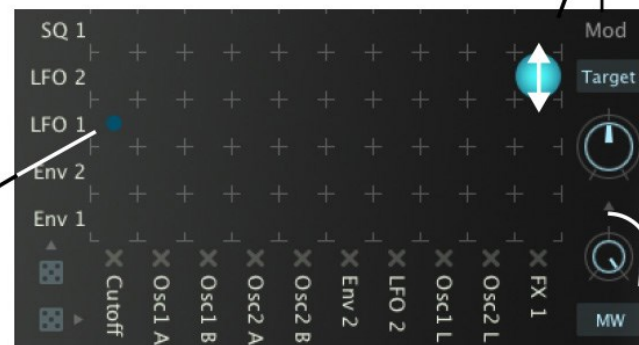 SQ 1
Mod
LFO 2
Target
LFO 1
Env 2
Env 1
Cutoff
Osc1 A
Osc1 B
Osc2 A
Osc2 B
Env 2
LFO 2
Osc1 L
Osc2 L
FX 1
MW